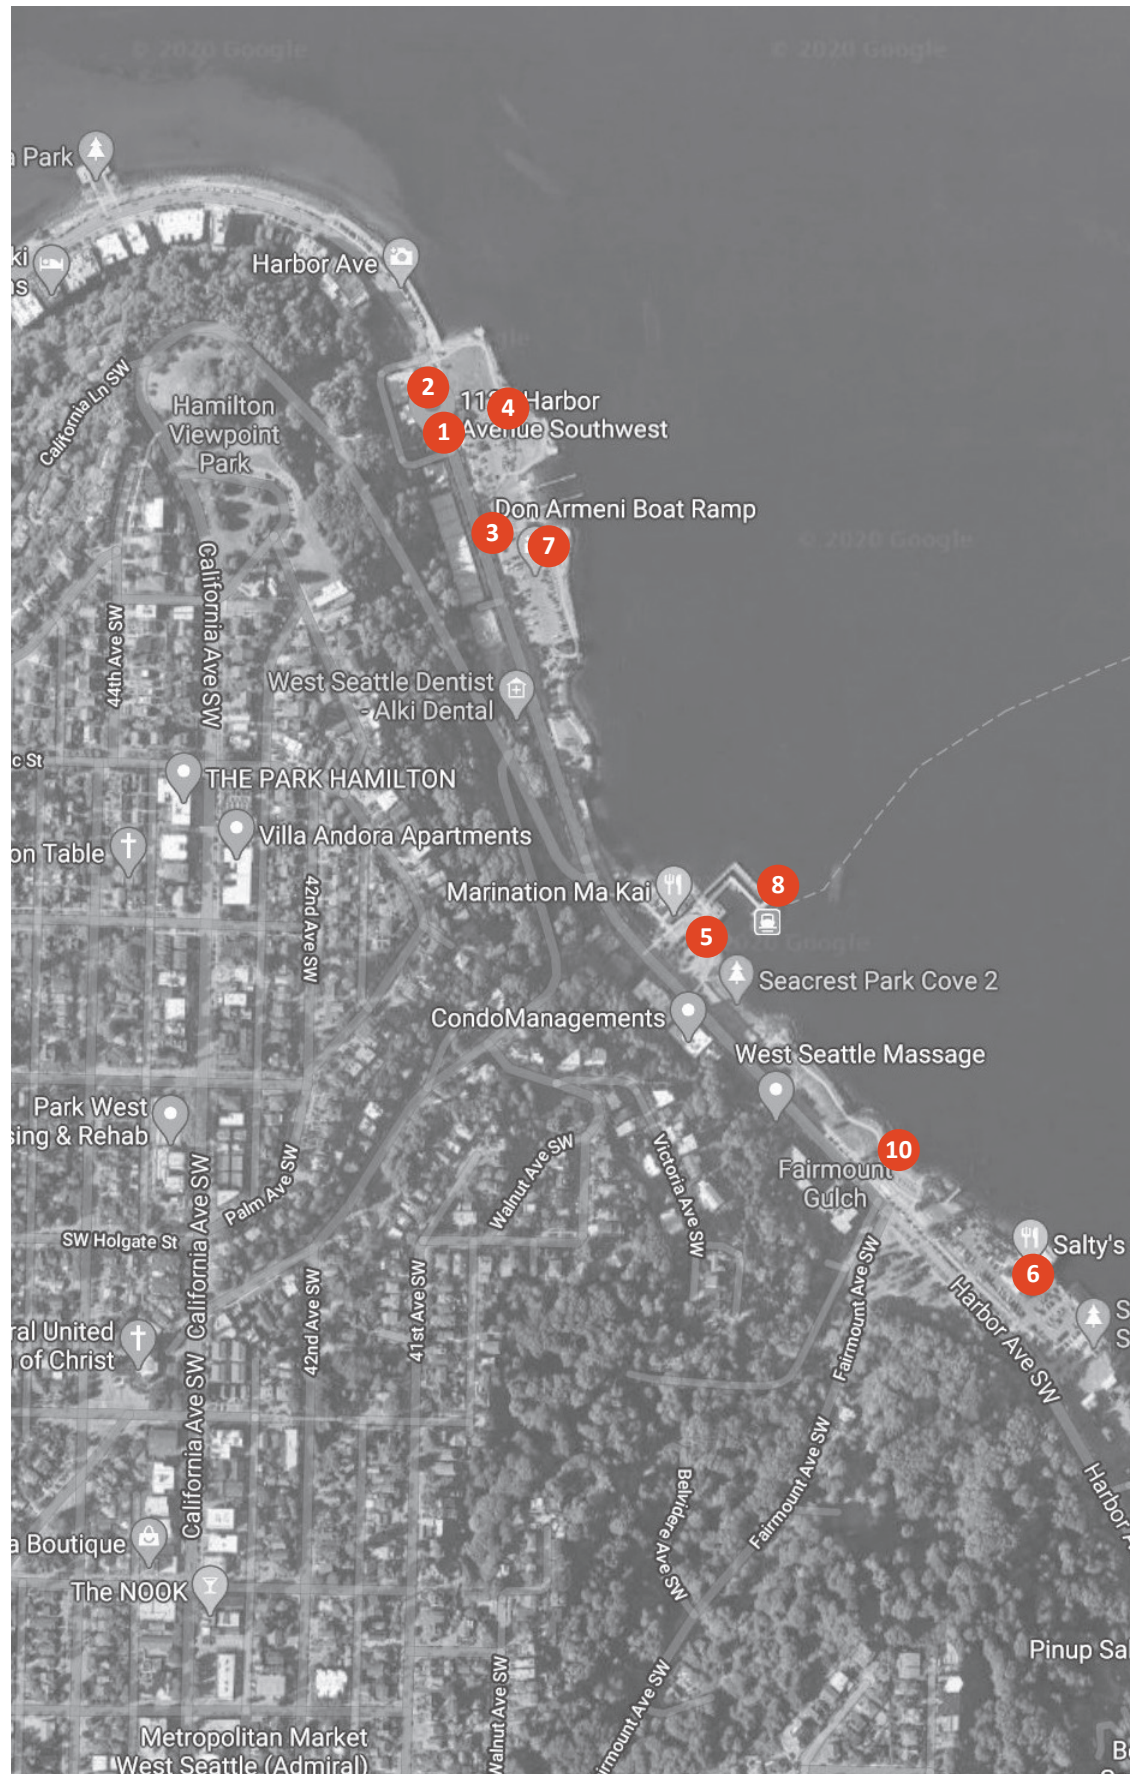 © 2020 Google
© 2020 Google
a Park
ki
Harbor Ave
ns
California Ln SW
2
Hamilton
Viewpoint
Park
4
Harbor
1
Avenue Southwest
Don Armeni Boat Ramp
3
7
© 2020 Google
California Ave SW
44th Ave SW
West Seattle Dentist
- Alki Dental
c St
THE PARK HAMILTON
Villa Andora Apartments
on Table
42nd Ave SW
Marination Ma Kai
8
5
Google
Seacrest Park Cove 2
CondoManagements
West Seattle Massage
Park West
sing & Rehab
Palm Ave SW
Walnut Ave SW
Victoria Ave SW
10
Fairmount
Gulch
SW Holgate St
California Ave SW
42nd Ave SW
41st Ave SW
Fairmount Ave SW
Salty's
6
Harbor Ave SW
S
S
ral United
n of Christ
California Ave SW
Belvidere Ave SW
Fairmount Ave SW
Harbor A
a Boutique
The NOOK
Pinup Sal
Walnut Ave SW
irmount Ave SW
Metropolitan Market
West Seattle (Admiral)